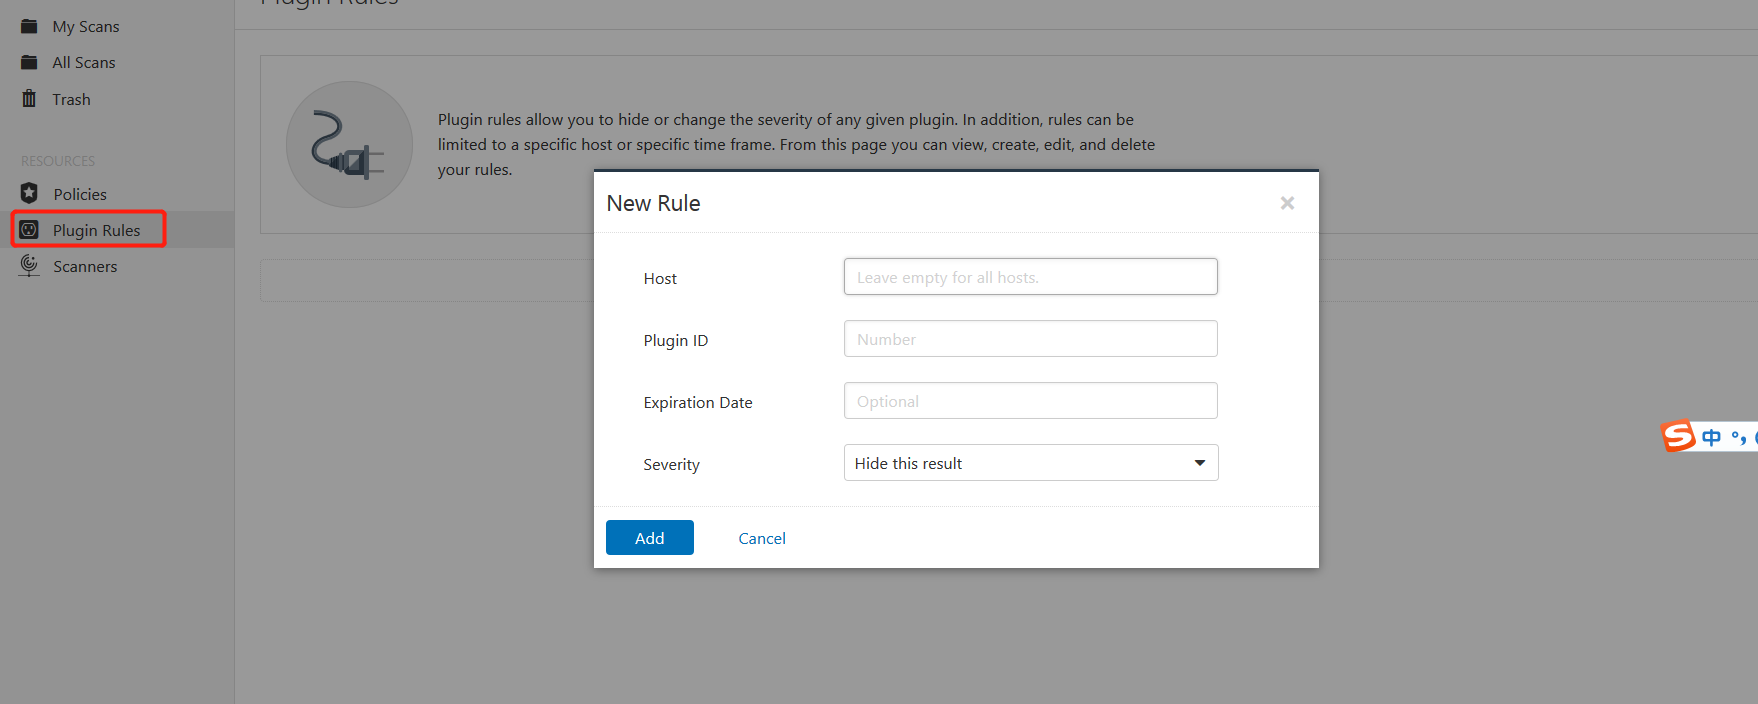 Plugin Rules
My Scans
All Scans
Trash
RESOURCES
Policies
Plugin Rules
Scanners
Plugin rules allow you to hide or change the severity of any given plugin. In addition, rules can be
limited to a specific host or specific time frame. From this page you can view, create, edit, and delete
your rules.
New Rule
×
Host
Leave empty for all hosts.
Plugin ID
Number
Expiration Date
Optional
Severity
Hide this result
Add
Cancel
S 中 °,